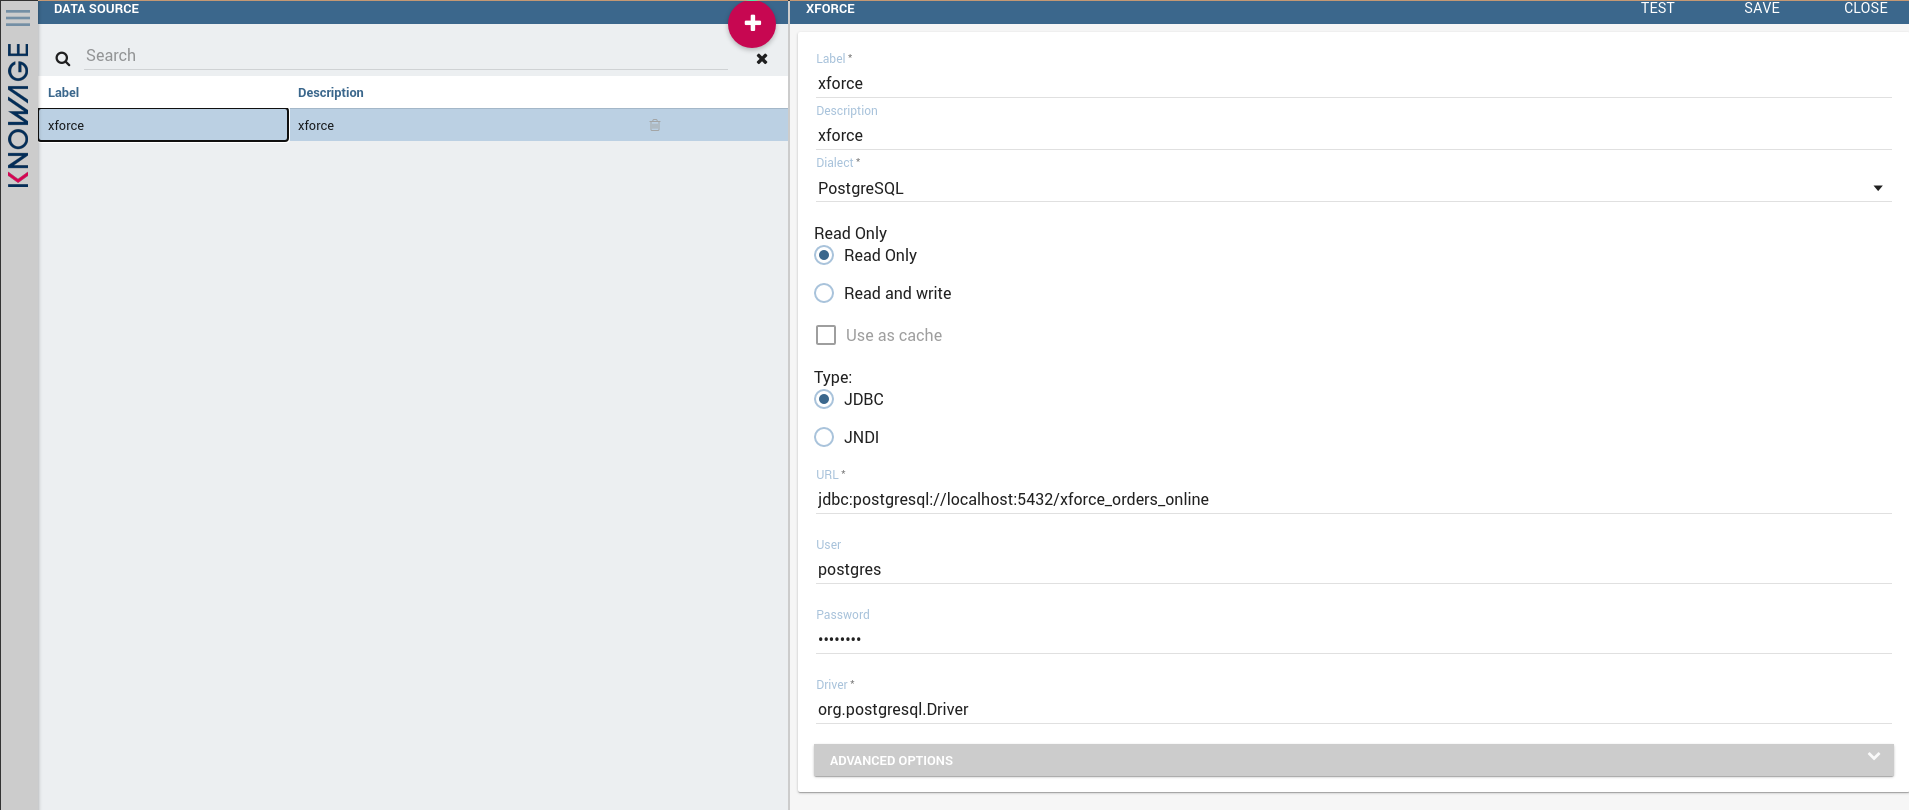 KNOWAGE
DATA SOURCE
+
Search
Label
Description
xforce
xforce
XFORCE
TEST
SAVE
CLOSE
Label *
xforce
Description
xforce
Dialect *
PostgreSQL
Read Only
Read Only
Read and write
Use as cache
Type:
JDBC
JNDI
URL *
jdbc:postgresql://localhost:5432/xforce_orders_online
User
postgres
Password
••••••••
Driver *
org.postgresql.Driver
ADVANCED OPTIONS